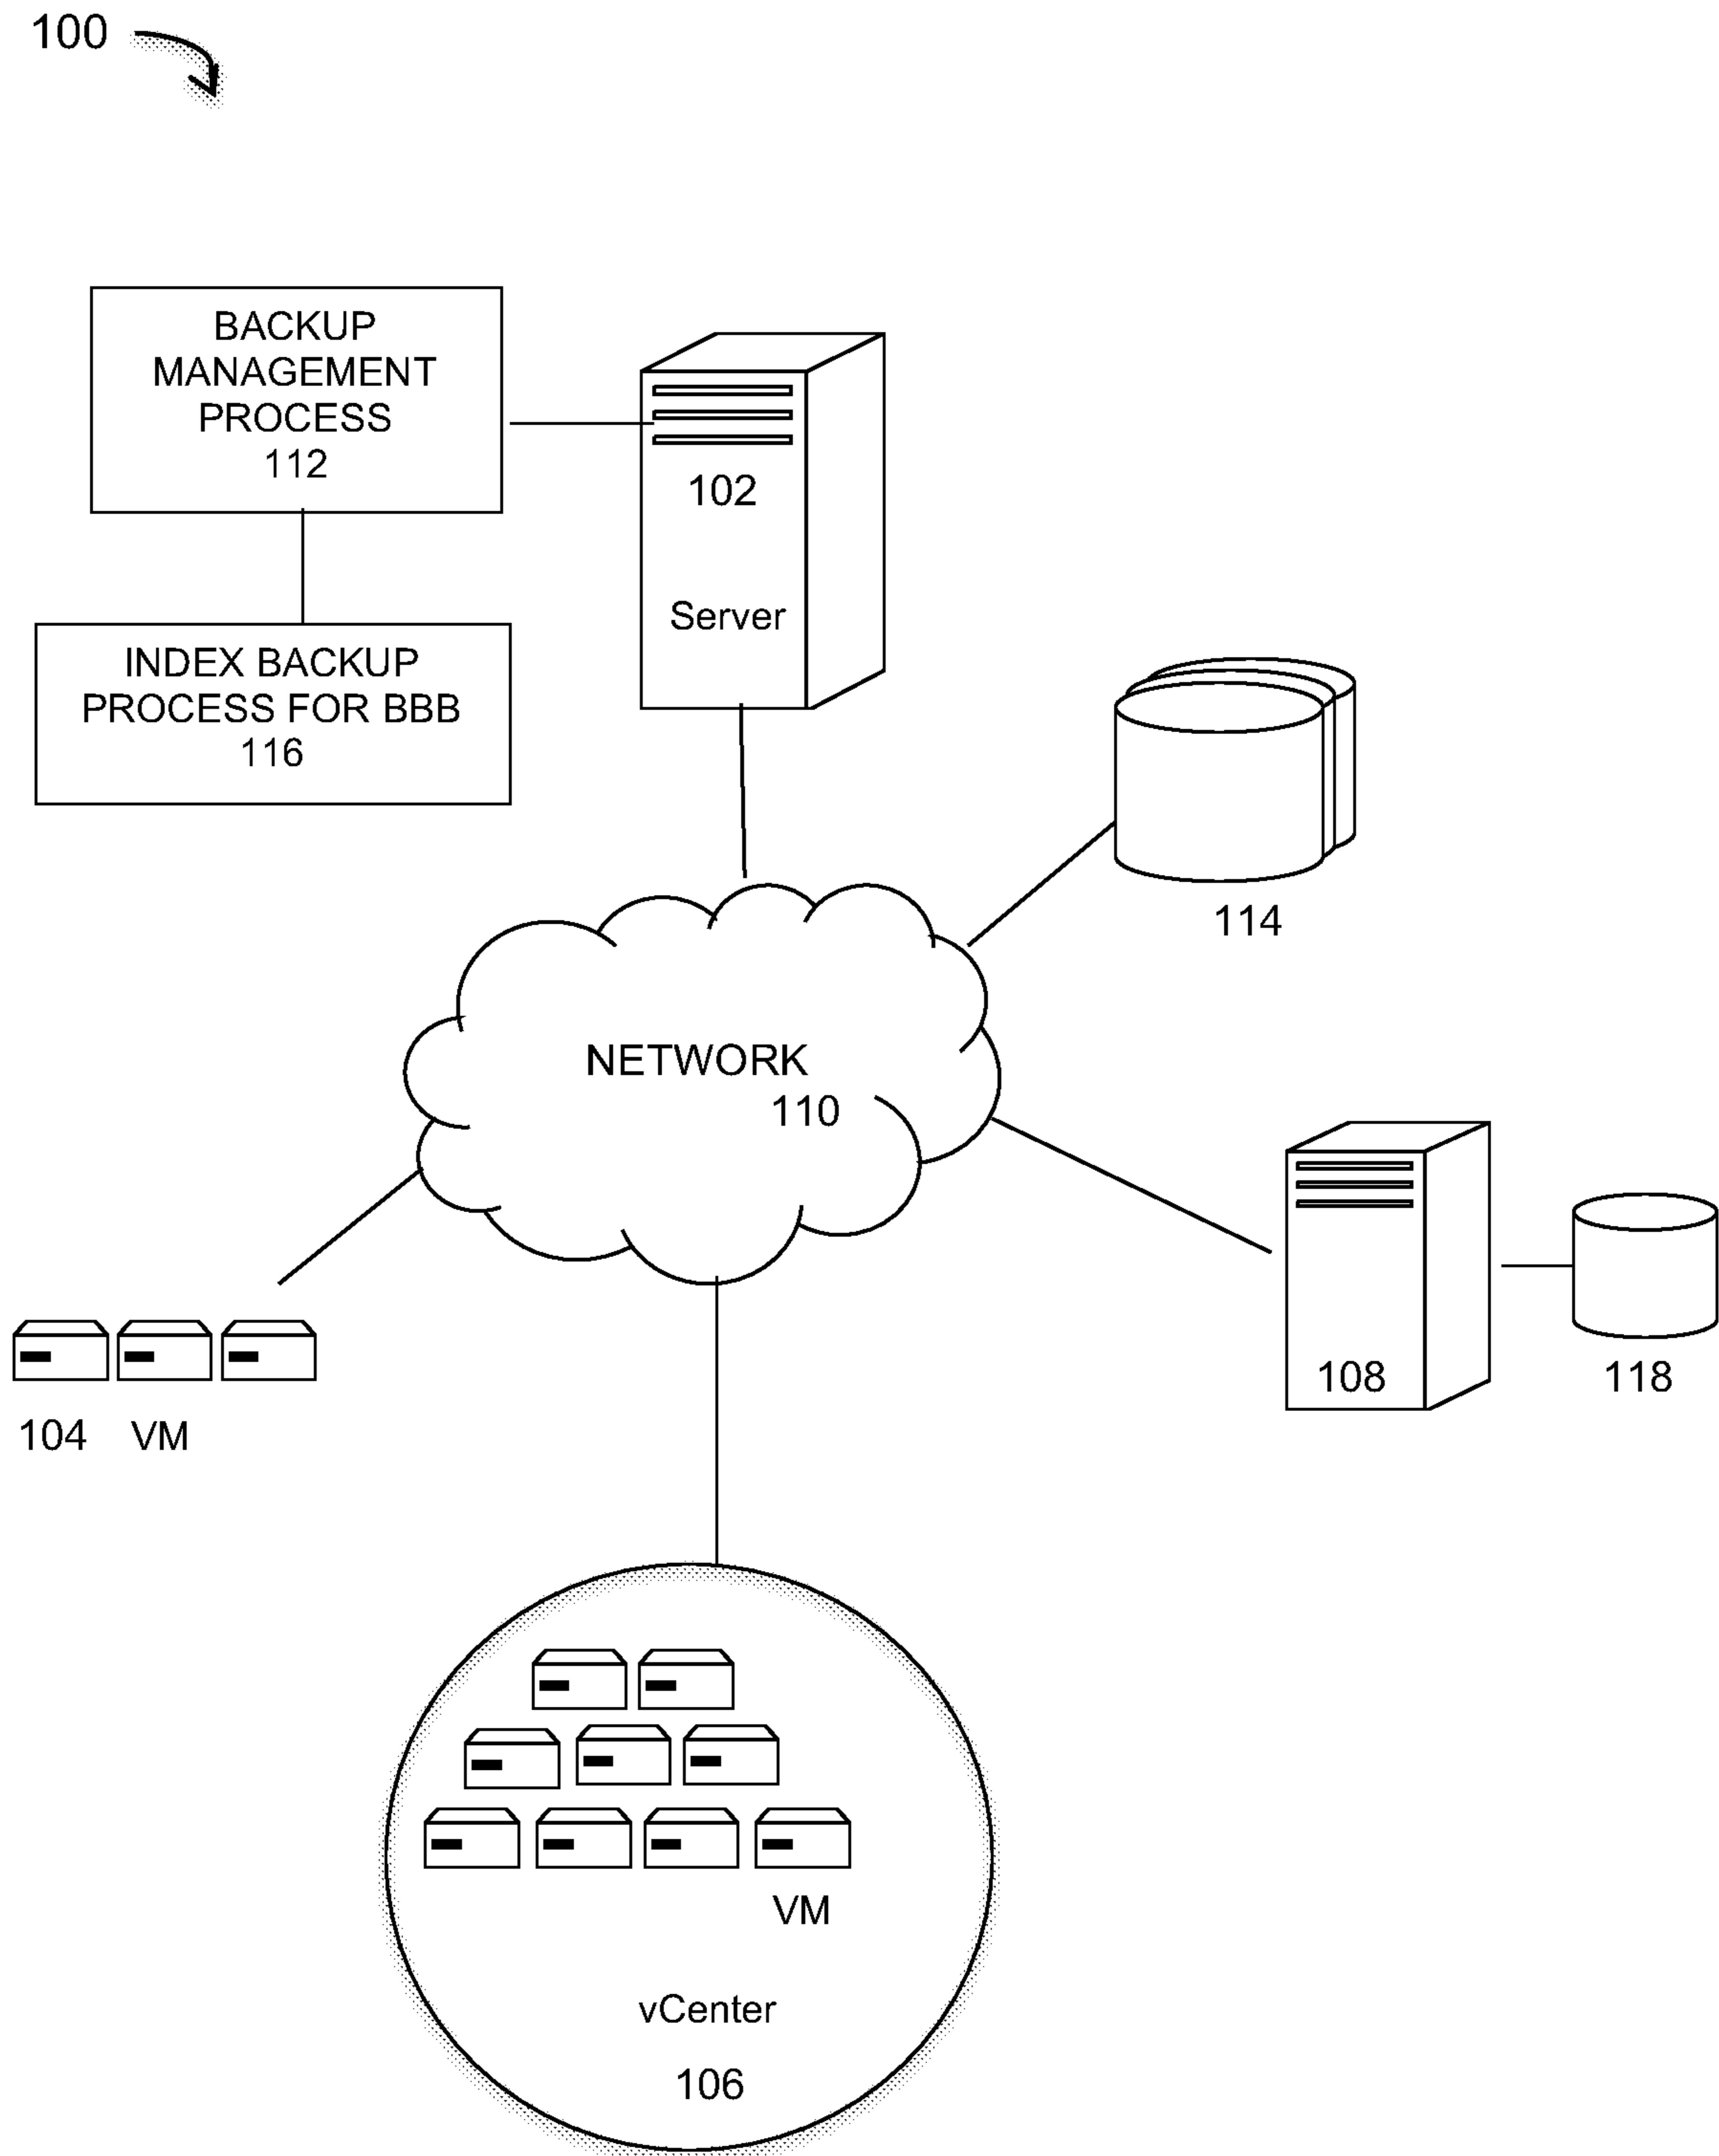 100
BACKUP
MANAGEMENT
PROCESS
112
102
Server
INDEX BACKUP
PROCESS FOR BBB
116
114
NETWORK
110
108
118
104 VM
VM
vCenter
106